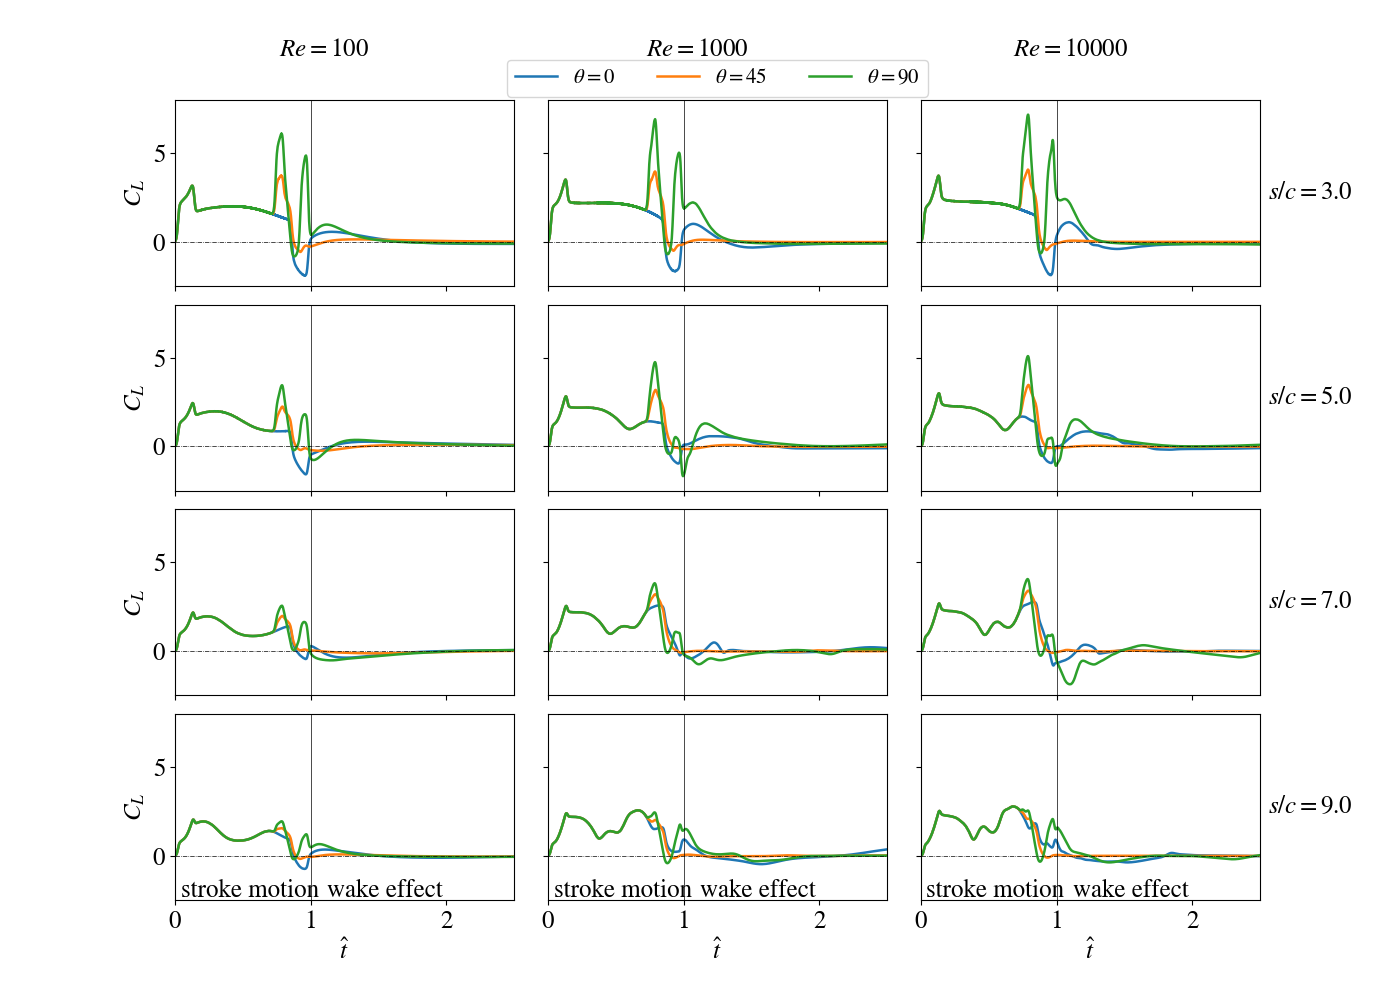 Re = 100 Re = 1000 Re = 10000
θ = 0 θ = 45 θ = 90
C_L 5 0 s/c = 3.0
C_L 5 0 s/c = 5.0
C_L 5 0 s/c = 7.0
C_L 5 0 s/c = 9.0
stroke motion wake effect stroke motion wake effect stroke motion wake effect
0 1 2 0 1 2 0 1 2
t̂ t̂ t̂